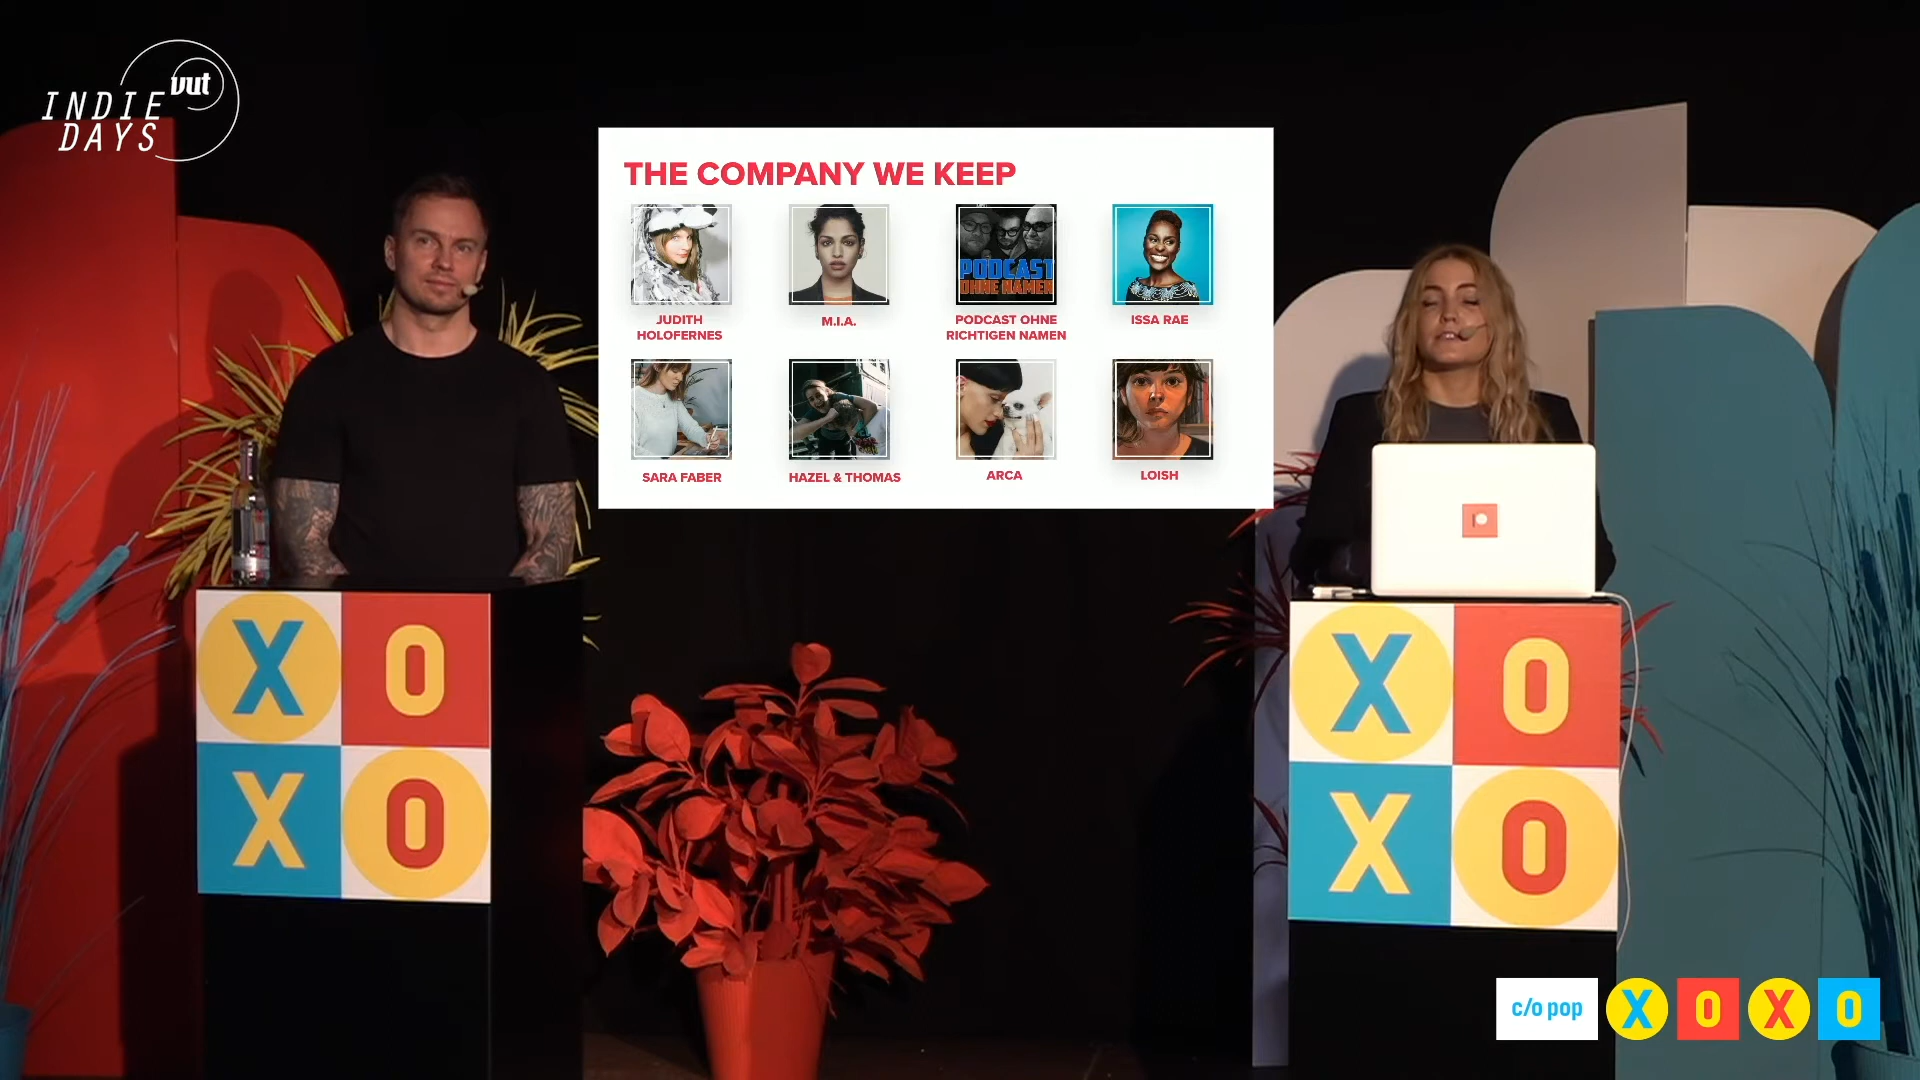 vut
INDIE
DAYS
THE COMPANY WE KEEP
PODCAST
OHNE NAMEN
JUDITH
HOLOFERNES
M.I.A.
PODCAST OHNE
RICHTIGEN NAMEN
ISSA RAE
SARA FABER
HAZEL & THOMAS
ARCA
LOISH
X O
X O
X O
X O
c/o pop X O X O